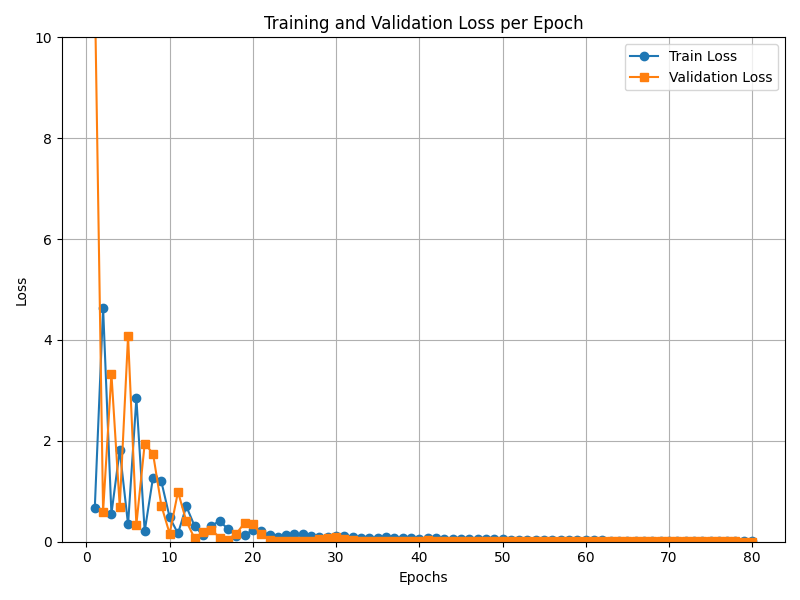 Training and Validation Loss per Epoch
Train Loss
Validation Loss
Loss
10
8
6
4
2
0
0 10 20 30 40 50 60 70 80
Epochs